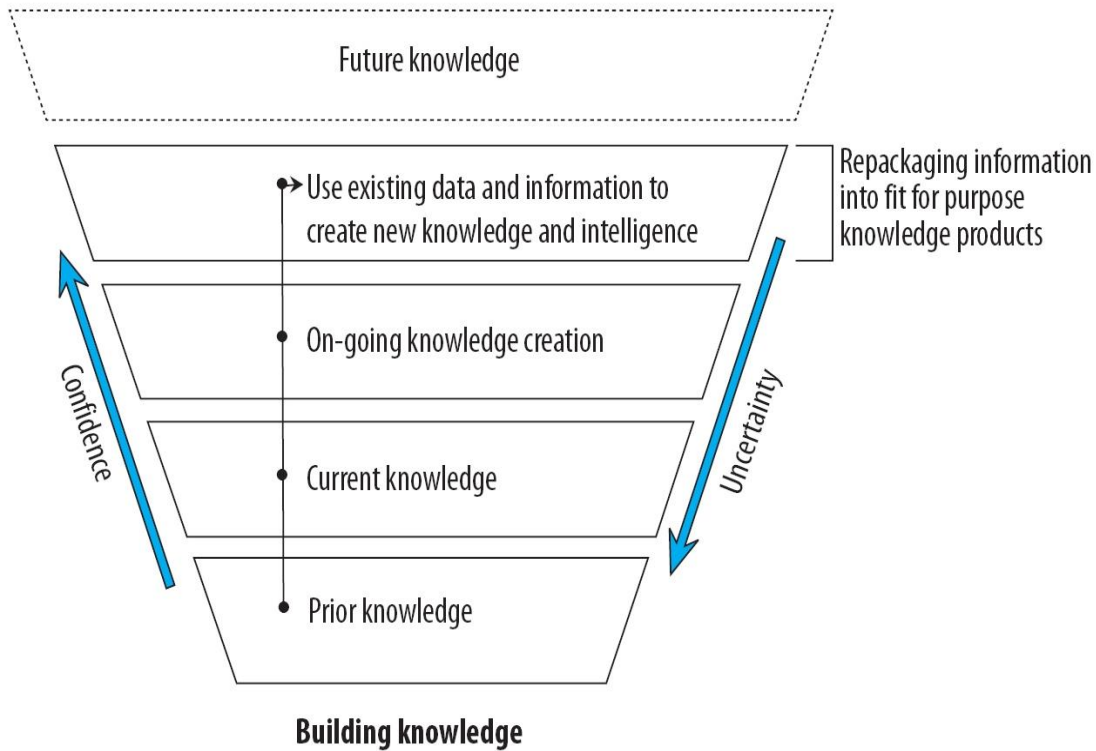 Future knowledge
Use existing data and information to
create new knowledge and intelligence
Repackaging information
into fit for purpose
knowledge products
On-going knowledge creation
Confidence
Uncertainty
Current knowledge
Prior knowledge
Building knowledge